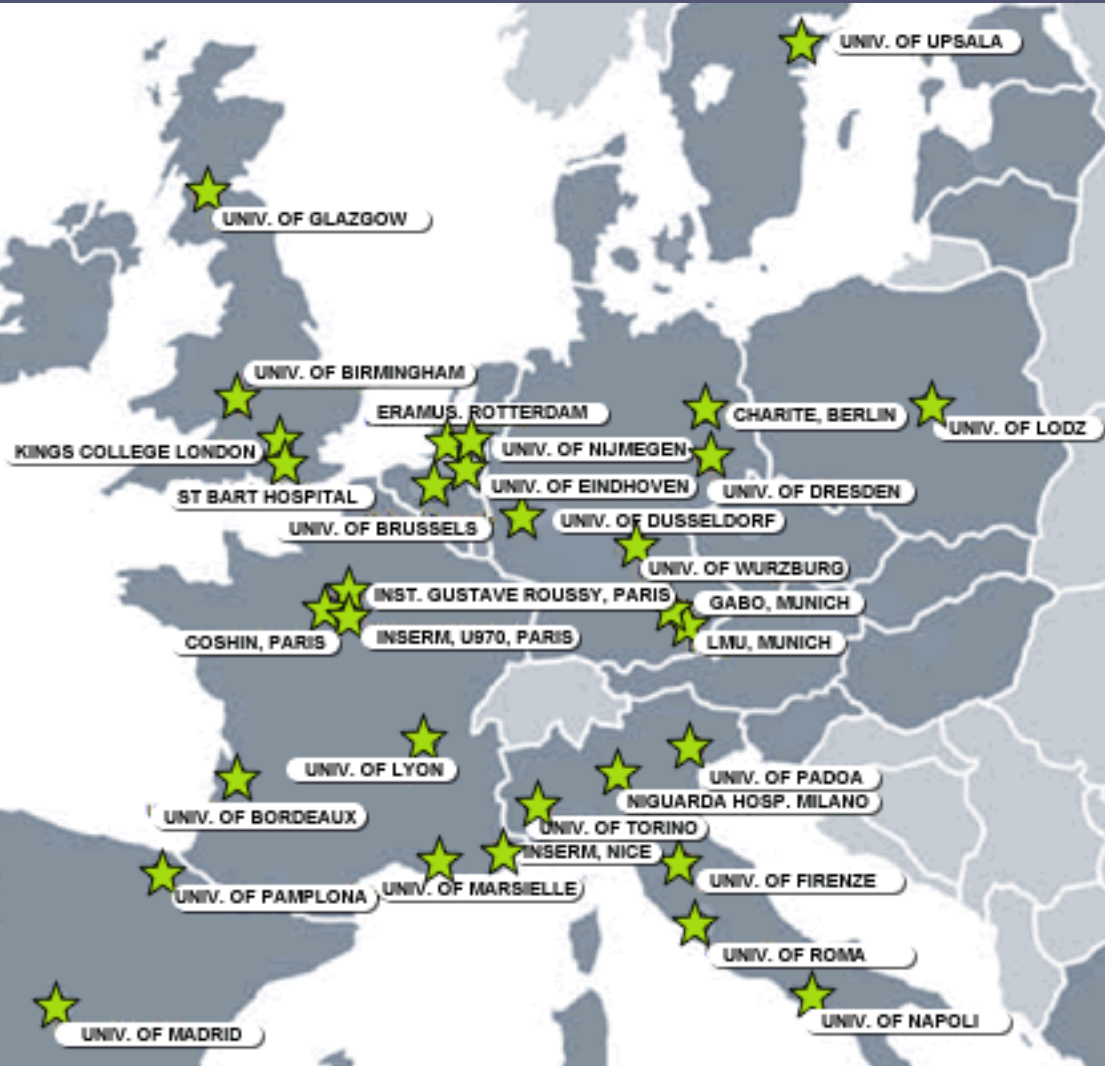 UNIV. OF UPSALA
UNIV. OF GLAZGOW
UNIV. OF BIRMINGHAM
ERAMUS. ROTTERDAM
CHARITE, BERLIN
UNIV. OF LODZ
KINGS COLLEGE LONDON
UNIV. OF NIJMEGEN
UNIV. OF EINDHOVEN
UNIV. OF DRESDEN
ST BART HOSPITAL
UNIV. OF BRUSSELS
UNIV. OF DUSSELDORF
UNIV. OF WURZBURG
INST. GUSTAVE ROUSSY, PARIS
GABO, MUNICH
COSHIN, PARIS
INSERM, U970, PARIS
LMU, MUNICH
UNIV. OF LYON
UNIV. OF PADOA
NIGUARDA HOSP. MILANO
UNIV. OF BORDEAUX
UNIV. OF TORINO
INSERM, NICE
UNIV. OF FIRENZE
UNIV. OF PAMPLONA
UNIV. OF MARSIELLE
UNIV. OF ROMA
UNIV. OF NAPOLI
UNIV. OF MADRID